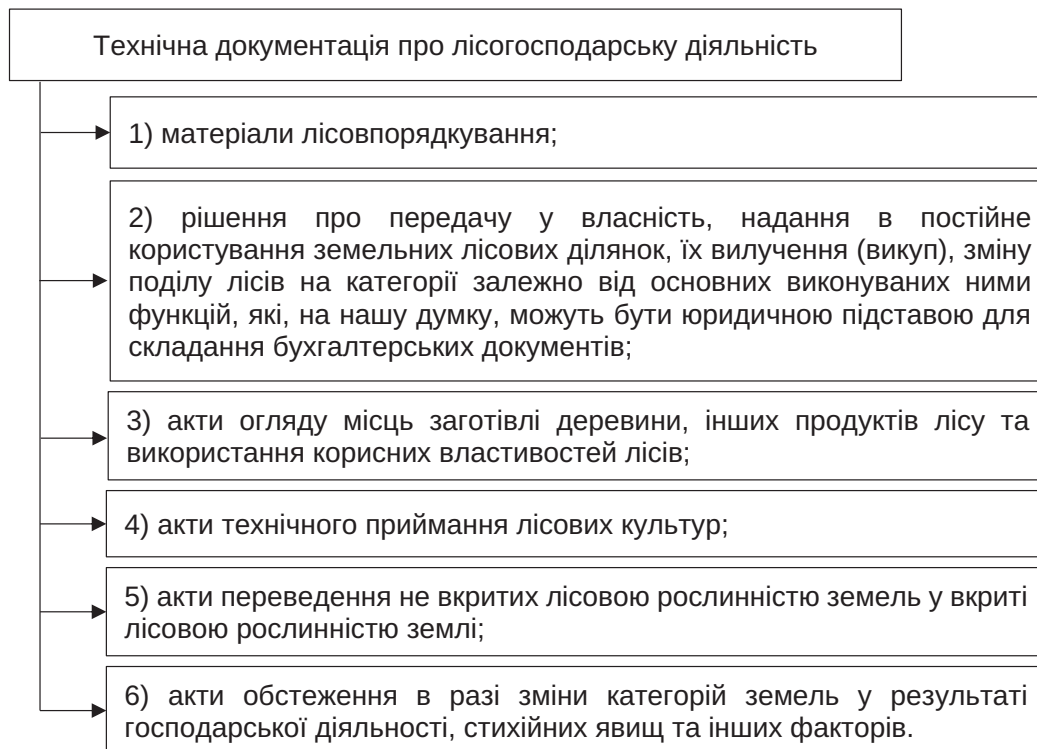 Технічна документація про лісогосподарську діяльність
1) матеріали лісовпорядкування;
2) рішення про передачу у власність, надання в постійне
користування земельних лісових ділянок, їх вилучення (викуп), зміну
поділу лісів на категорії залежно від основних виконуваних ними
функцій, які, на нашу думку, можуть бути юридичною підставою для
складання бухгалтерських документів;
3) акти огляду місць заготівлі деревини, інших продуктів лісу та
використання корисних властивостей лісів;
4) акти технічного приймання лісових культур;
5) акти переведення не вкритих лісовою рослинністю земель у вкриті
лісовою рослинністю землі;
6) акти обстеження в разі зміни категорій земель у результаті
господарської діяльності, стихійних явищ та інших факторів.